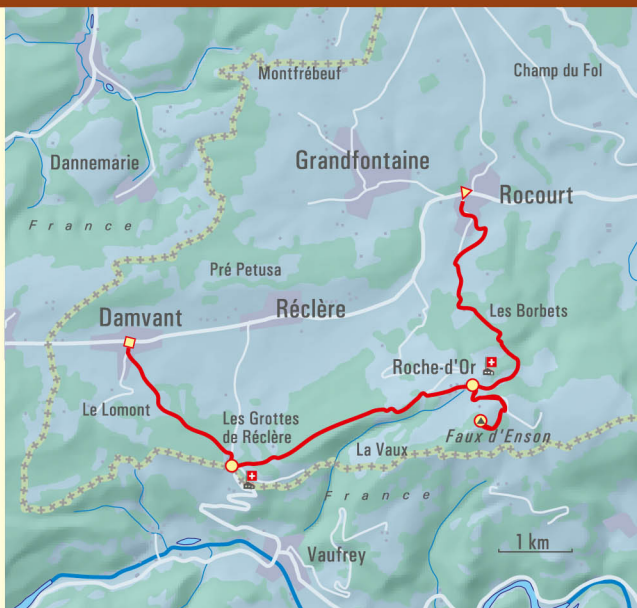 Montfrébeuf
Champ du Fol
Dannemarie
Grandfontaine
Rocourt
France
Pré Petusa
Réclère
Damvant
Les Borbets
Roche-d'Or
Le Lomont
Les Grottes
de Réclère
Faux d'Enson
La Vaux
France
1 km
Vaufrey